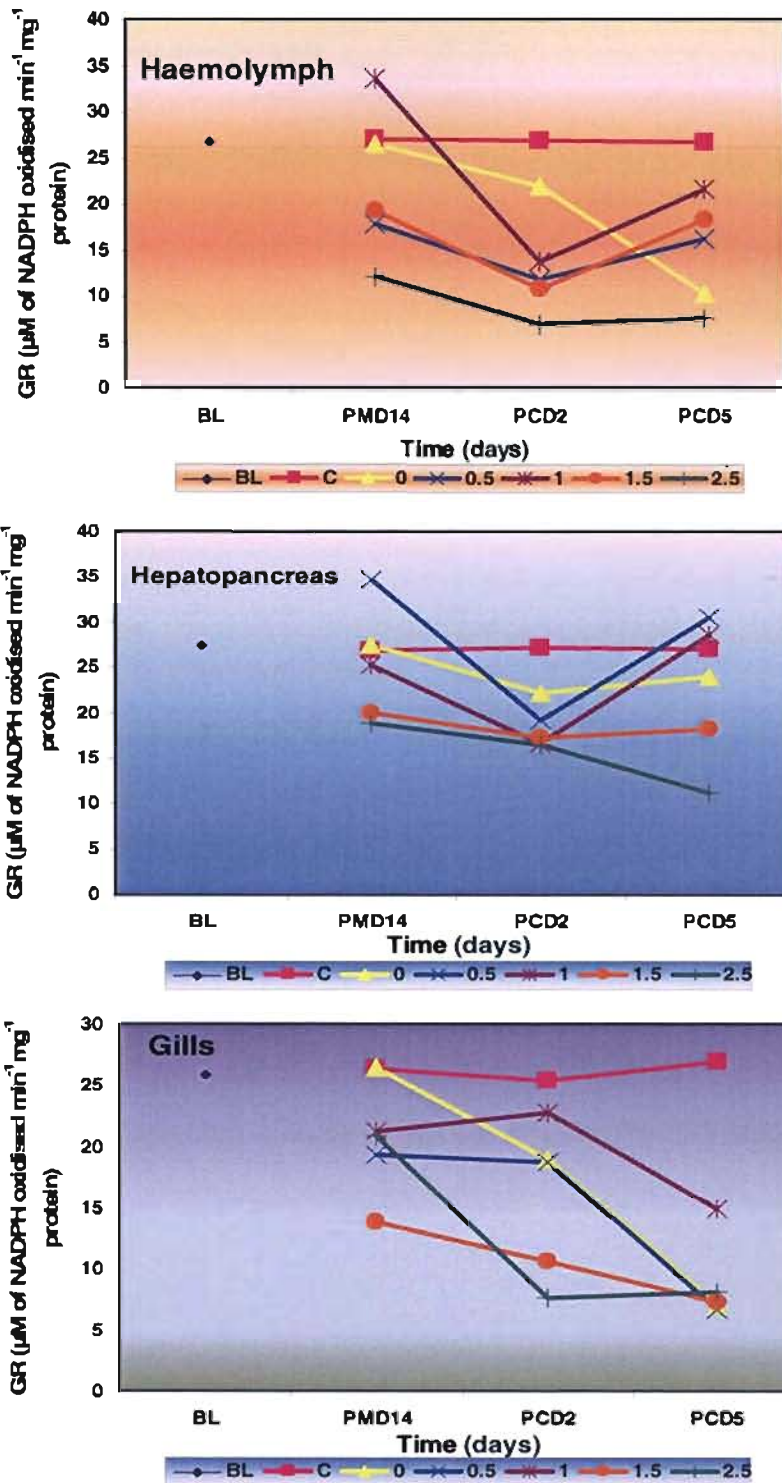 Haemolymph
GR (µM of NADPH oxidised min⁻¹ mg⁻¹
protein)
40
35
30
25
20
15
10
5
0
BL PMD14 PCD2 PCD5
Time (days)
BL C 0 0.5 1 1.5 2.5
Hepatopancreas
GR (µM of NADPH oxidised min⁻¹ mg⁻¹
protein)
40
35
30
25
20
15
10
5
0
BL PMD14 PCD2 PCD5
Time (days)
BL C 0 0.5 1 1.5 2.5
Gills
GR (µM of NADPH oxidised min⁻¹ mg⁻¹
protein)
30
25
20
15
10
5
0
BL PMD14 PCD2 PCD5
Time (days)
BL C 0 0.5 1 1.5 2.5